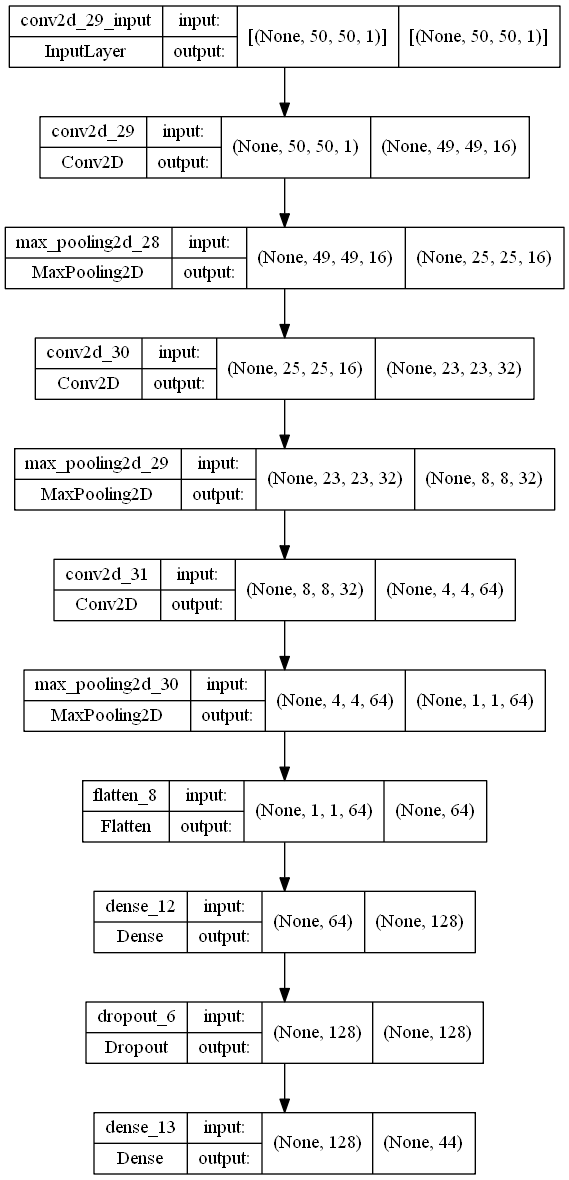 conv2d_29_input input: [(None, 50, 50, 1)] [(None, 50, 50, 1)]
InputLayer output:
conv2d_29 input: (None, 50, 50, 1) (None, 49, 49, 16)
Conv2D output:
max_pooling2d_28 input: (None, 49, 49, 16) (None, 25, 25, 16)
MaxPooling2D output:
conv2d_30 input: (None, 25, 25, 16) (None, 23, 23, 32)
Conv2D output:
max_pooling2d_29 input: (None, 23, 23, 32) (None, 8, 8, 32)
MaxPooling2D output:
conv2d_31 input: (None, 8, 8, 32) (None, 4, 4, 64)
Conv2D output:
max_pooling2d_30 input: (None, 4, 4, 64) (None, 1, 1, 64)
MaxPooling2D output:
flatten_8 input: (None, 1, 1, 64) (None, 64)
Flatten output:
dense_12 input: (None, 64) (None, 128)
Dense output:
dropout_6 input: (None, 128) (None, 128)
Dropout output:
dense_13 input: (None, 128) (None, 44)
Dense output: